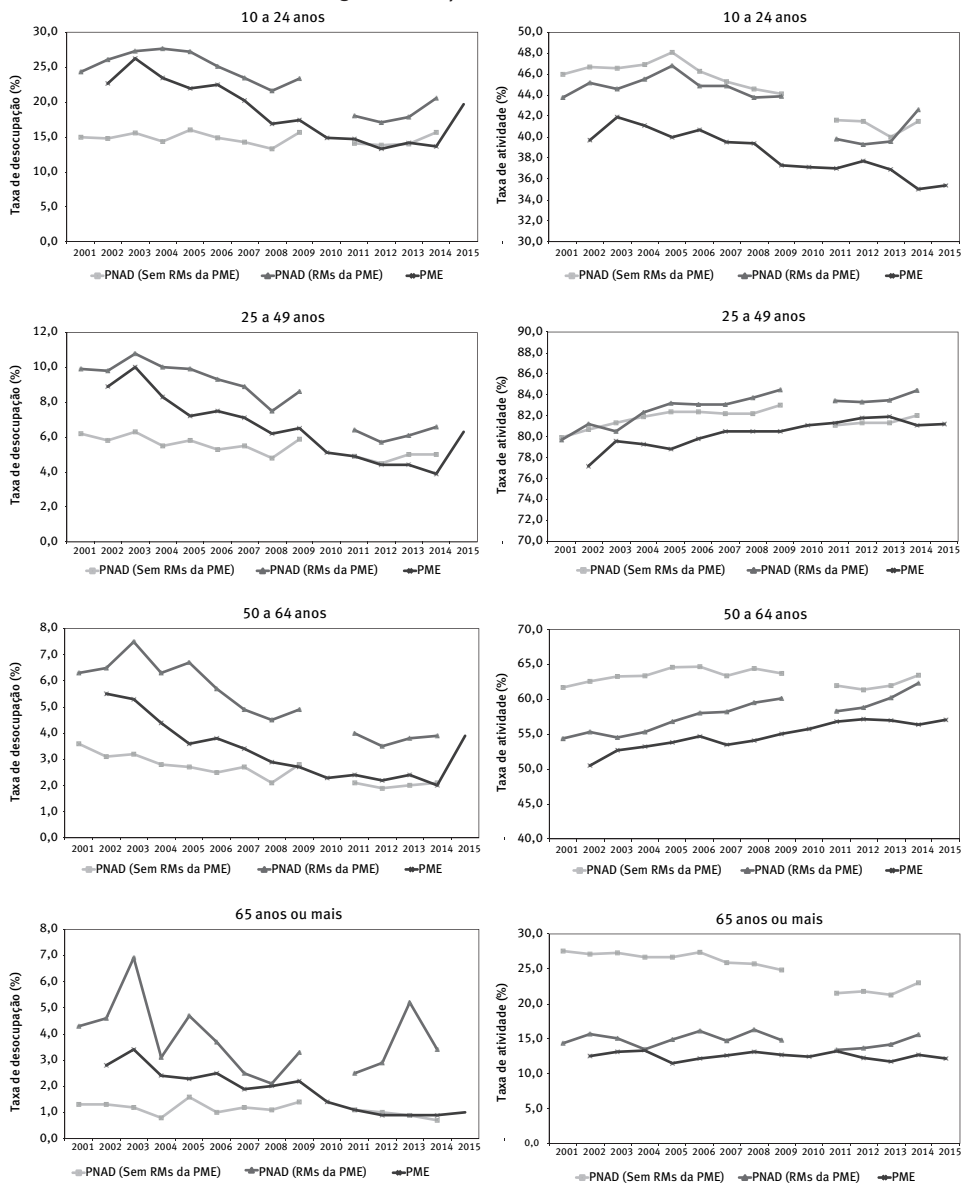 10 a 24 anos
Taxa de desocupação (%)
30,0
25,0
20,0
15,0
10,0
5,0
0,0
2001 2002 2003 2004 2005 2006 2007 2008 2009 2010 2011 2012 2013 2014 2015
PNAD (Sem RMs da PME) PNAD (RMs da PME) PME
10 a 24 anos
Taxa de atividade (%)
50,0
48,0
46,0
44,0
42,0
40,0
38,0
36,0
34,0
32,0
30,0
2001 2002 2003 2004 2005 2006 2007 2008 2009 2010 2011 2012 2013 2014 2015
PNAD (Sem RMs da PME) PNAD (RMs da PME) PME
25 a 49 anos
Taxa de desocupação (%)
12,0
10,0
8,0
6,0
4,0
2,0
0,0
2001 2002 2003 2004 2005 2006 2007 2008 2009 2010 2011 2012 2013 2014 2015
PNAD (Sem RMs da PME) PNAD (RMs da PME) PME
25 a 49 anos
Taxa de atividade (%)
90,0
88,0
86,0
84,0
82,0
80,0
78,0
76,0
74,0
72,0
70,0
2001 2002 2003 2004 2005 2006 2007 2008 2009 2010 2011 2012 2013 2014 2015
PNAD (Sem RMs da PME) PNAD (RMs da PME) PME
50 a 64 anos
Taxa de desocupação (%)
8,0
7,0
6,0
5,0
4,0
3,0
2,0
1,0
0,0
2001 2002 2003 2004 2005 2006 2007 2008 2009 2010 2011 2012 2013 2014 2015
PNAD (Sem RMs da PME) PNAD (RMs da PME) PME
50 a 64 anos
Taxa de atividade (%)
70,0
65,0
60,0
55,0
50,0
45,0
40,0
2001 2002 2003 2004 2005 2006 2007 2008 2009 2010 2011 2012 2013 2014 2015
PNAD (Sem RMs da PME) PNAD (RMs da PME) PME
65 anos ou mais
Taxa de desocupação (%)
8,0
7,0
6,0
5,0
4,0
3,0
2,0
1,0
0,0
2001 2002 2003 2004 2005 2006 2007 2008 2009 2010 2011 2012 2013 2014 2015
PNAD (Sem RMs da PME) PNAD (RMs da PME) PME
65 anos ou mais
Taxa de atividade (%)
30,0
25,0
20,0
15,0
10,0
5,0
0,0
2001 2002 2003 2004 2005 2006 2007 2008 2009 2010 2011 2012 2013 2014 2015
PNAD (Sem RMs da PME) PNAD (RMs da PME) PME